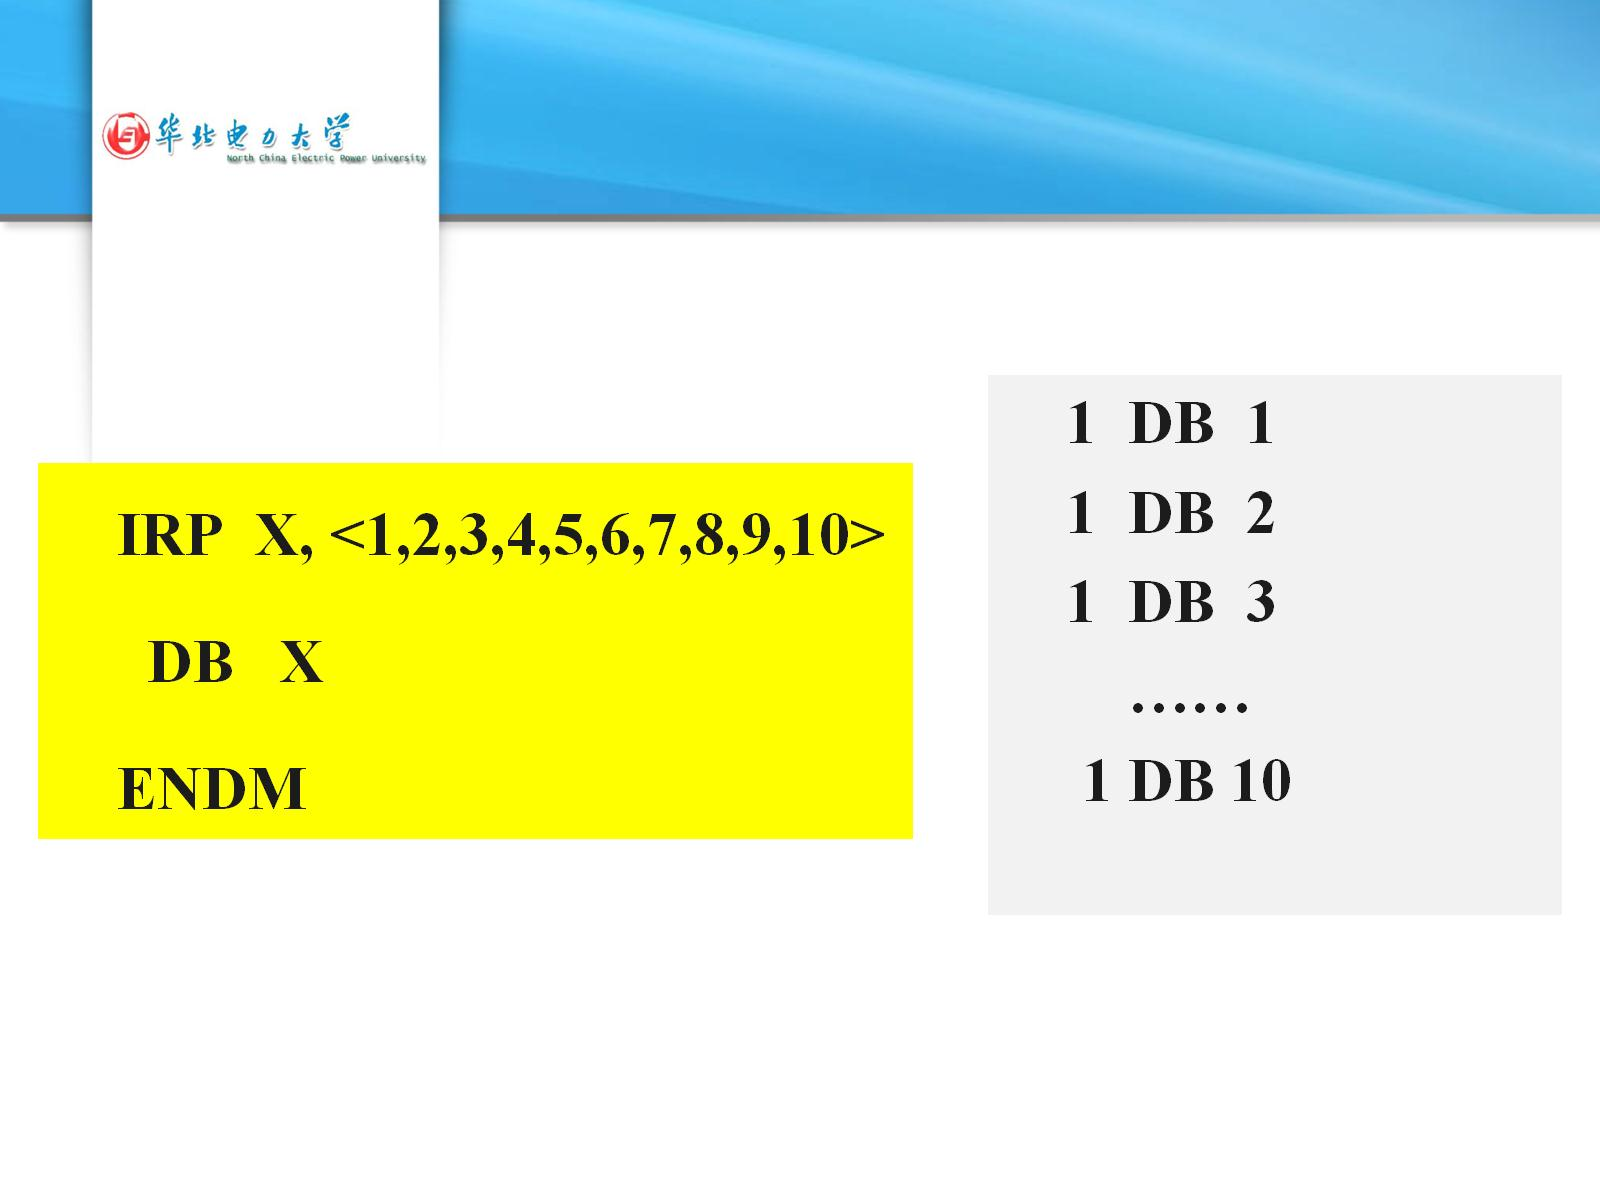 华北电力大学
North China Electric Power University
IRP X, <1,2,3,4,5,6,7,8,9,10>
DB X
ENDM
1 DB 1
1 DB 2
1 DB 3
……
1 DB 10